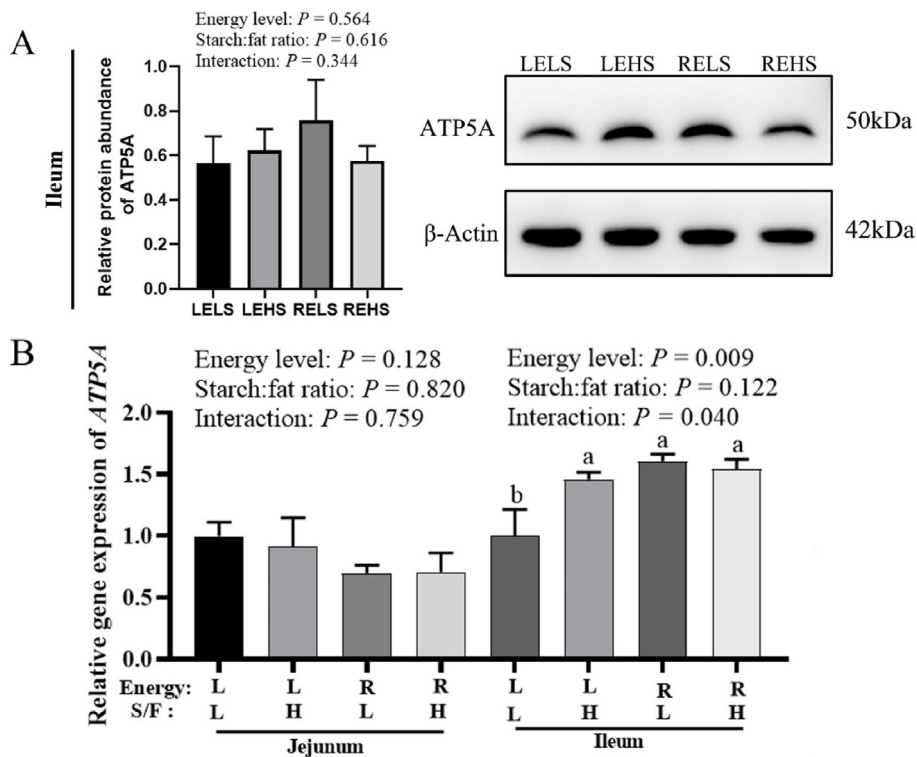 A
Energy level: P = 0.564
Starch:fat ratio: P = 0.616
Interaction: P = 0.344
Ileum
Relative protein abundance
of ATP5A
1.0
0.8
0.6
0.4
0.2
0.0
LELS LEHS RELS REHS
LELS LEHS RELS REHS
ATP5A
50kDa
β-Actin
42kDa
B
Relative gene expression of ATP5A
Energy level: P = 0.128
Starch:fat ratio: P = 0.820
Interaction: P = 0.759
Energy level: P = 0.009
Starch:fat ratio: P = 0.122
Interaction: P = 0.040
2.0
1.5
1.0
0.5
0.0
b a a a
Energy: L L R R L L R R
S/F : L H L H L H L H
Jejunum Ileum